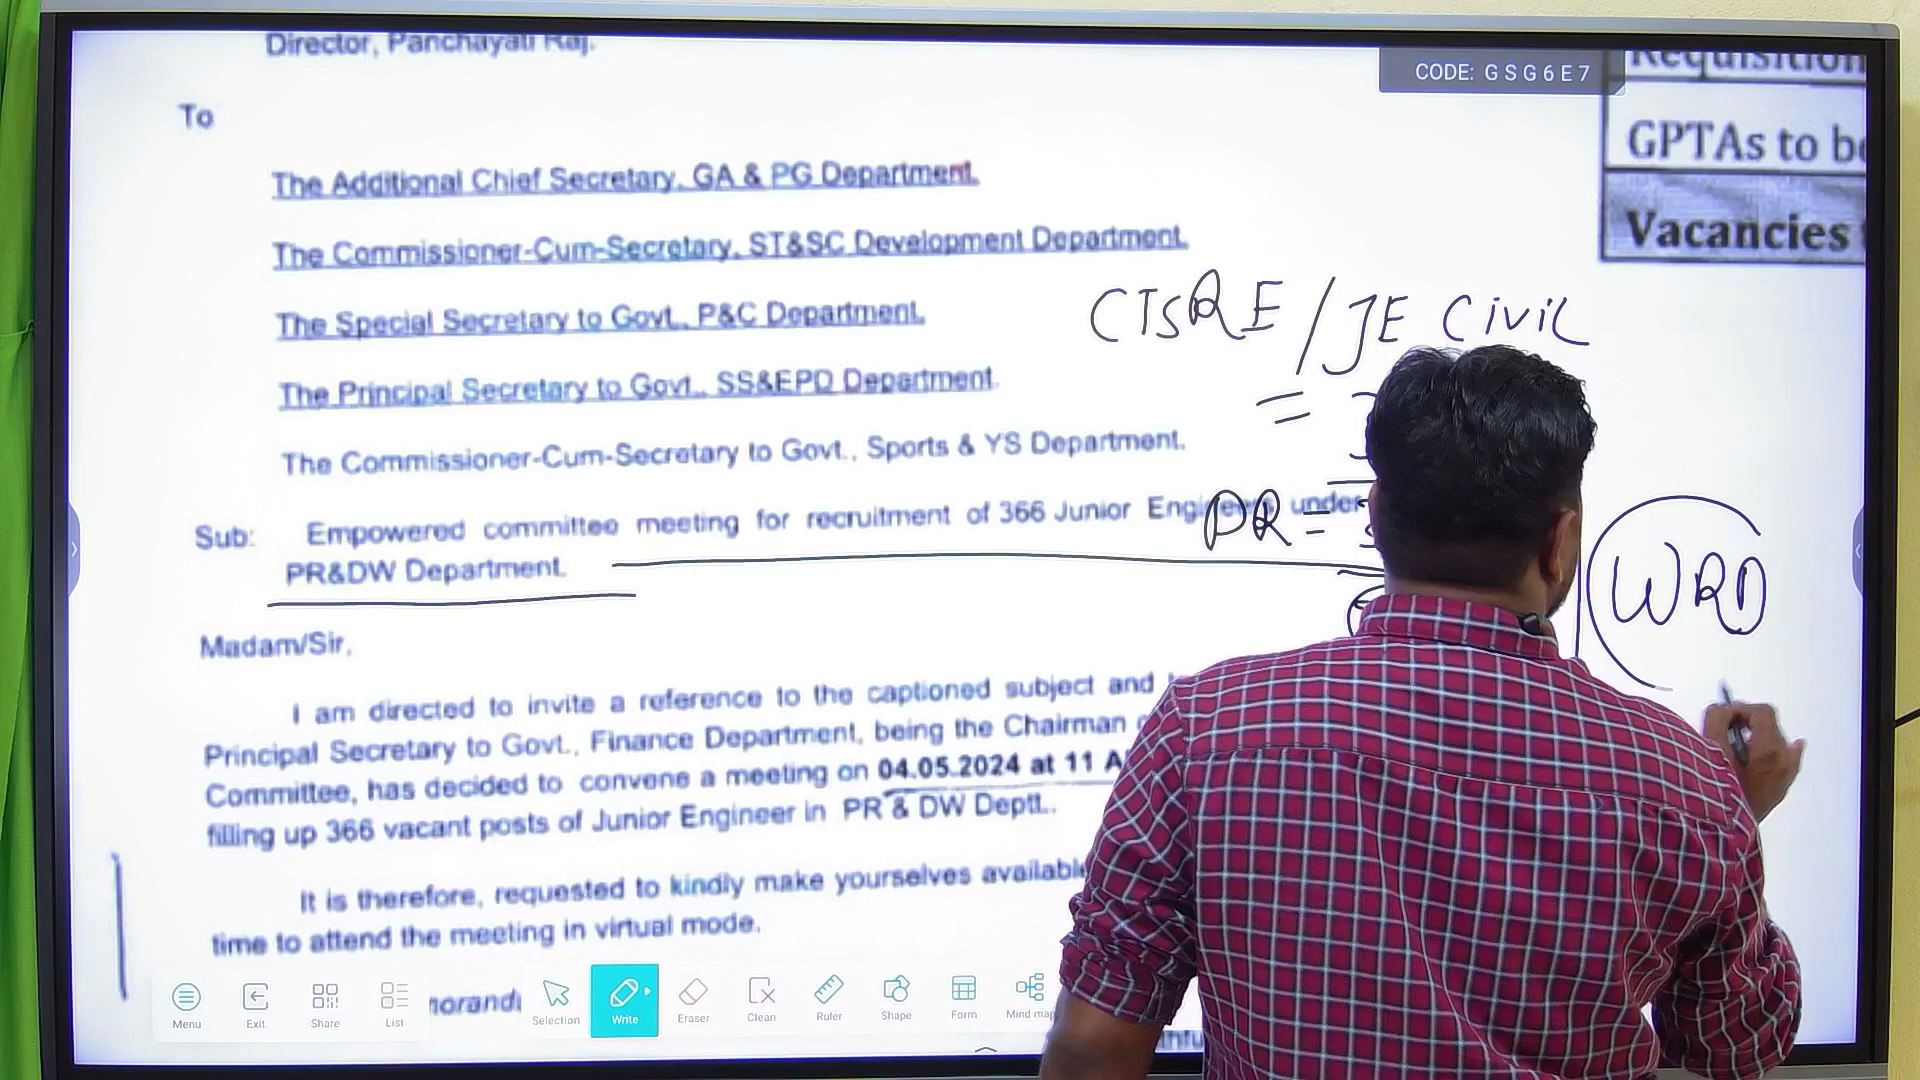 Director, Panchayati Raj.
CODE: G S G 6 E 7
Requisition
To
GPTAs to be
The Additional Chief Secretary, GA & PG Department.
Vacancies
The Commissioner-Cum-Secretary, ST&SC Development Department.
The Special Secretary to Govt., P&C Department.
CTSRE / JE Civil
The Principal Secretary to Govt., SS&EPD Department.
=
The Commissioner-Cum-Secretary to Govt., Sports & YS Department.
Sub: Empowered committee meeting for recruitment of 366 Junior Engineers under
PR =
PR&DW Department.
WRD
Madam/Sir,
I am directed to invite a reference to the captioned subject and
Principal Secretary to Govt., Finance Department, being the Chairman
Committee, has decided to convene a meeting on 04.05.2024 at 11 A
filling up 366 vacant posts of Junior Engineer in PR & DW Deptt..
It is therefore, requested to kindly make yourselves available
time to attend the meeting in virtual mode.
Menu Exit Share List Selection Write Eraser Clean Ruler Shape Form Mind map